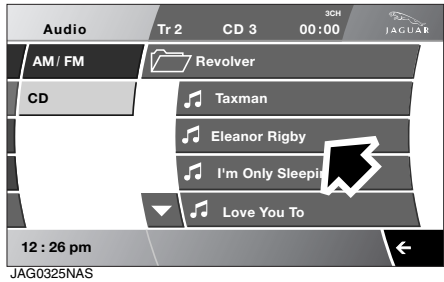 Audio Tr 2 CD 3 3CH 00:00 JAGUAR
AM / FM Revolver
CD Taxman
Eleanor Rigby
I'm Only Sleepin
Love You To
12 : 26 pm
JAG0325NAS